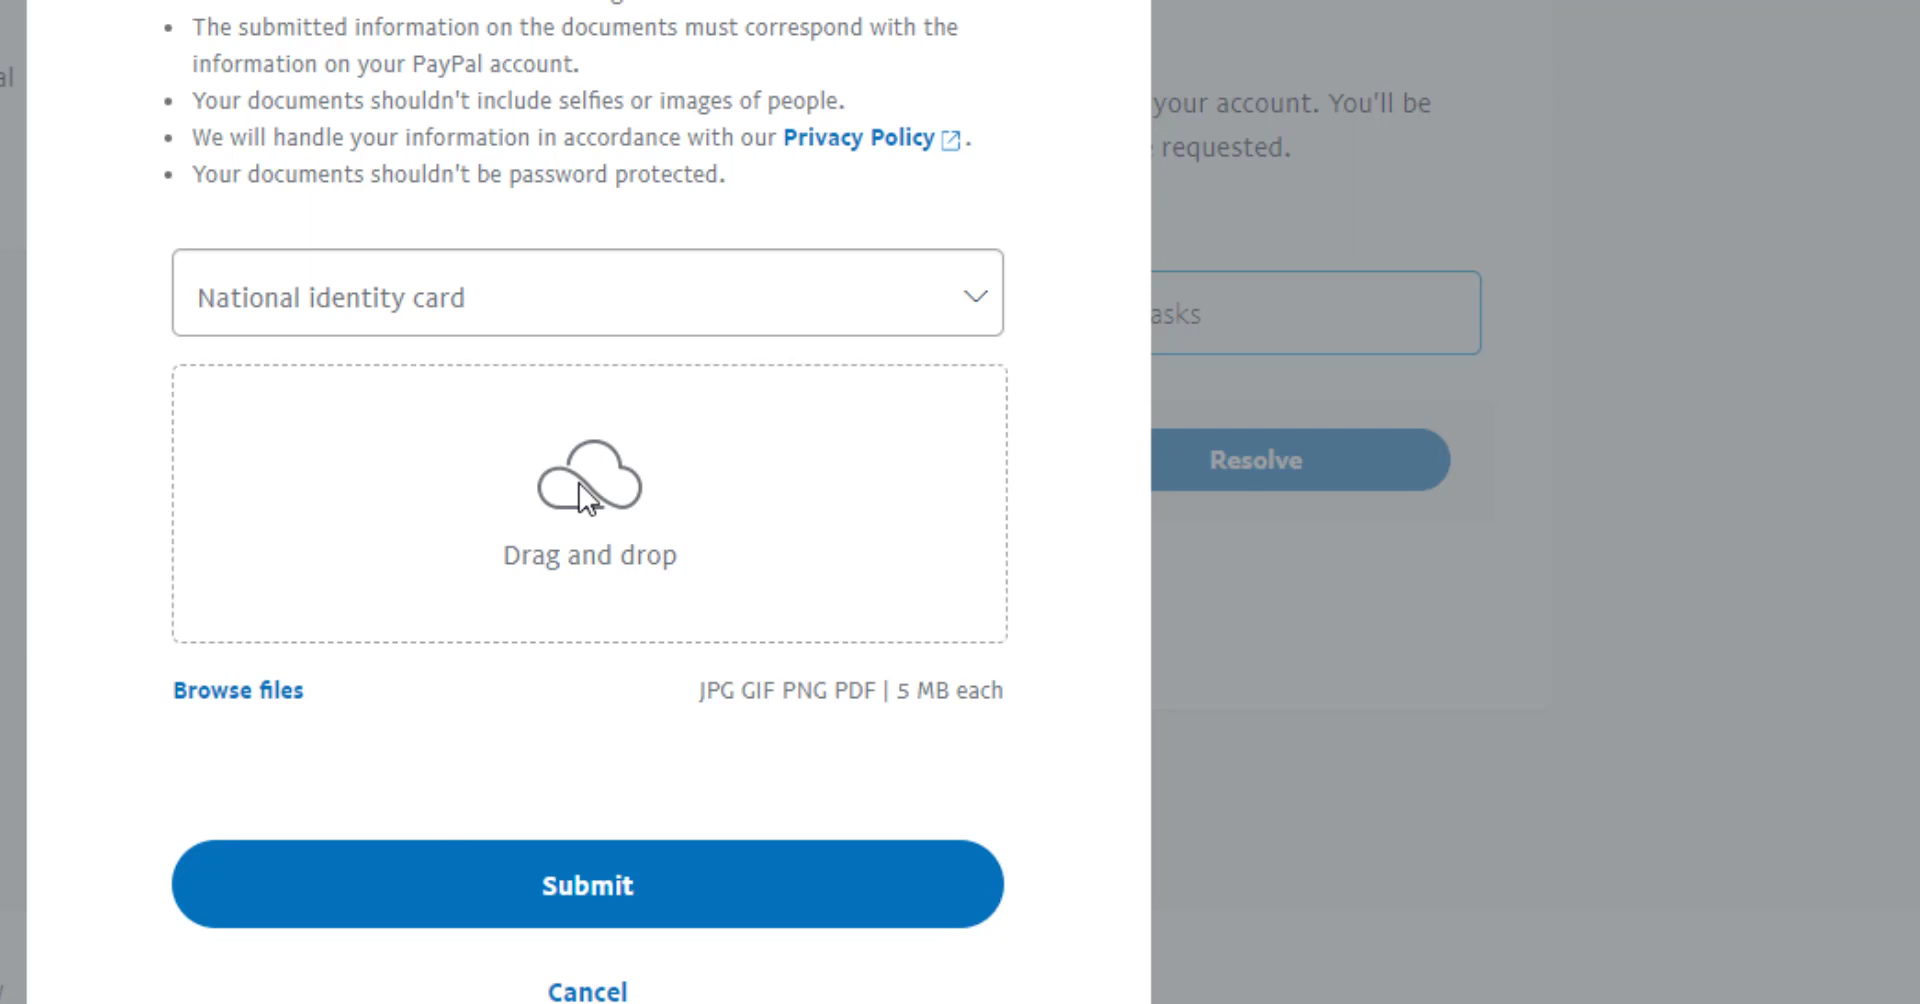 The submitted information on the documents must correspond with the
information on your PayPal account.
Your documents shouldn't include selfies or images of people.
We will handle your information in accordance with our Privacy Policy.
Your documents shouldn't be password protected.
National identity card
Drag and drop
Browse files
JPG GIF PNG PDF | 5 MB each
Submit
Cancel
al
your account. You'll be
requested.
asks
Resolve